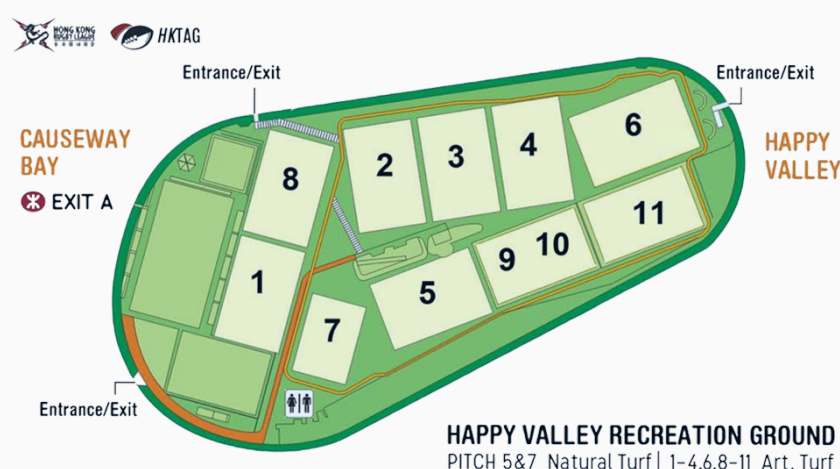 HONG KONG
RUGBY LEAGUE
HKTAG
Entrance/Exit
Entrance/Exit
CAUSEWAY
BAY
EXIT A
HAPPY
VALLEY
8
2
3
4
6
1
7
5
9
10
11
Entrance/Exit
HAPPY VALLEY RECREATION GROUND
PITCH 5&7 Natural Turf | 1-4,6,8-11 Art. Turf